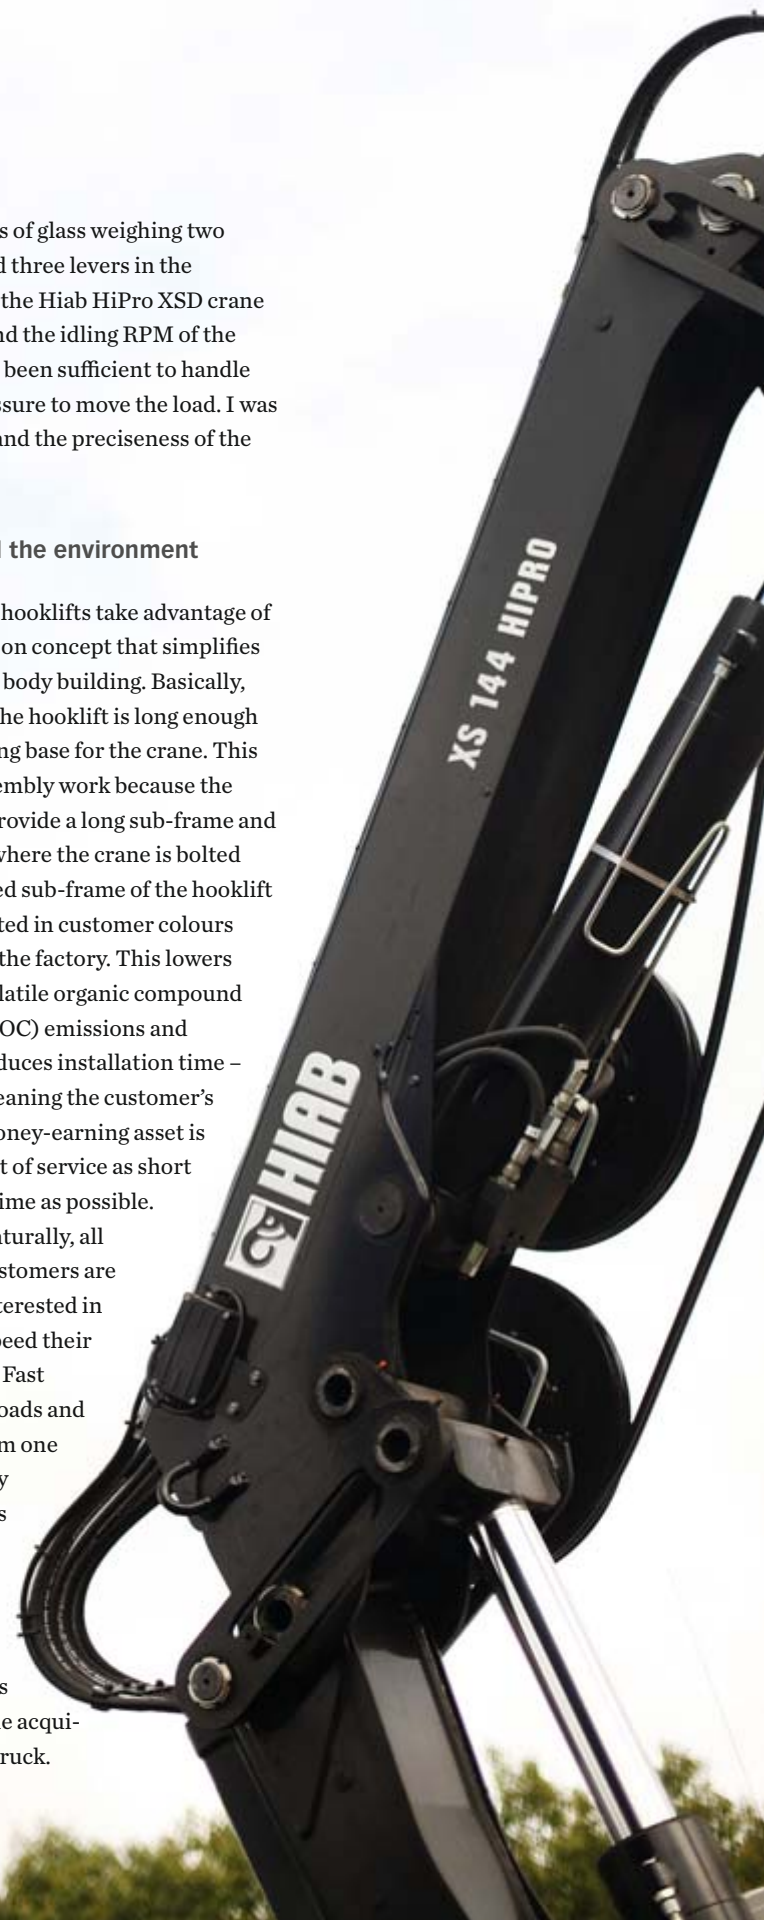 s of glass weighing two
d three levers in the
the Hiab HiPro XSD crane
nd the idling RPM of the
been sufficient to handle
ssure to move the load. I was
and the preciseness of the
l the environment
hooklifts take advantage of
on concept that simplifies
body building. Basically,
he hooklift is long enough
ng base for the crane. This
embly work because the
rovide a long sub-frame and
where the crane is bolted
ed sub-frame of the hooklift
ted in customer colours
the factory. This lowers
latile organic compound
OC) emissions and
duces installation time –
eaning the customer’s
oney-earning asset is
t of service as short
ime as possible.
aturally, all
stomers are
terested in
peed their
Fast
oads and
m one
y
s
s
e acqui-
ruck.
XS 144 HIPRO
HIAB